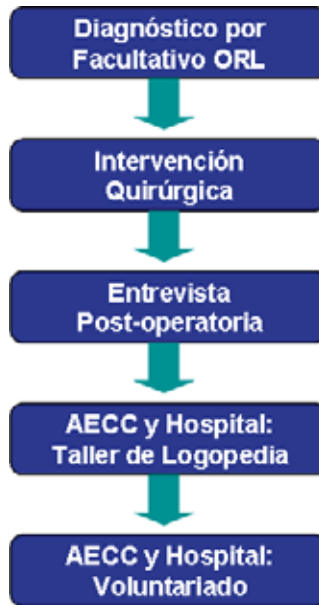 Diagnóstico por
Facultativo ORL
Intervención
Quirúrgica
Entrevista
Post-operatoria
AECC y Hospital:
Taller de Logopedia
AECC y Hospital:
Voluntariado